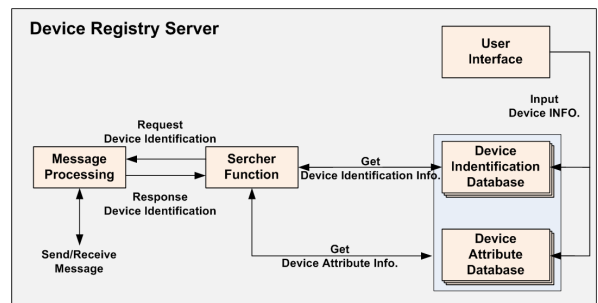 Device Registry Server
User
Interface
Input
Device INFO.
Request
Device Identification
Message
Processing
Sercher
Function
Get
Device Identification Info.
Device
Indentification
Database
Response
Device Identification
Send/Receive
Message
Get
Device Attribute Info.
Device
Attribute
Database